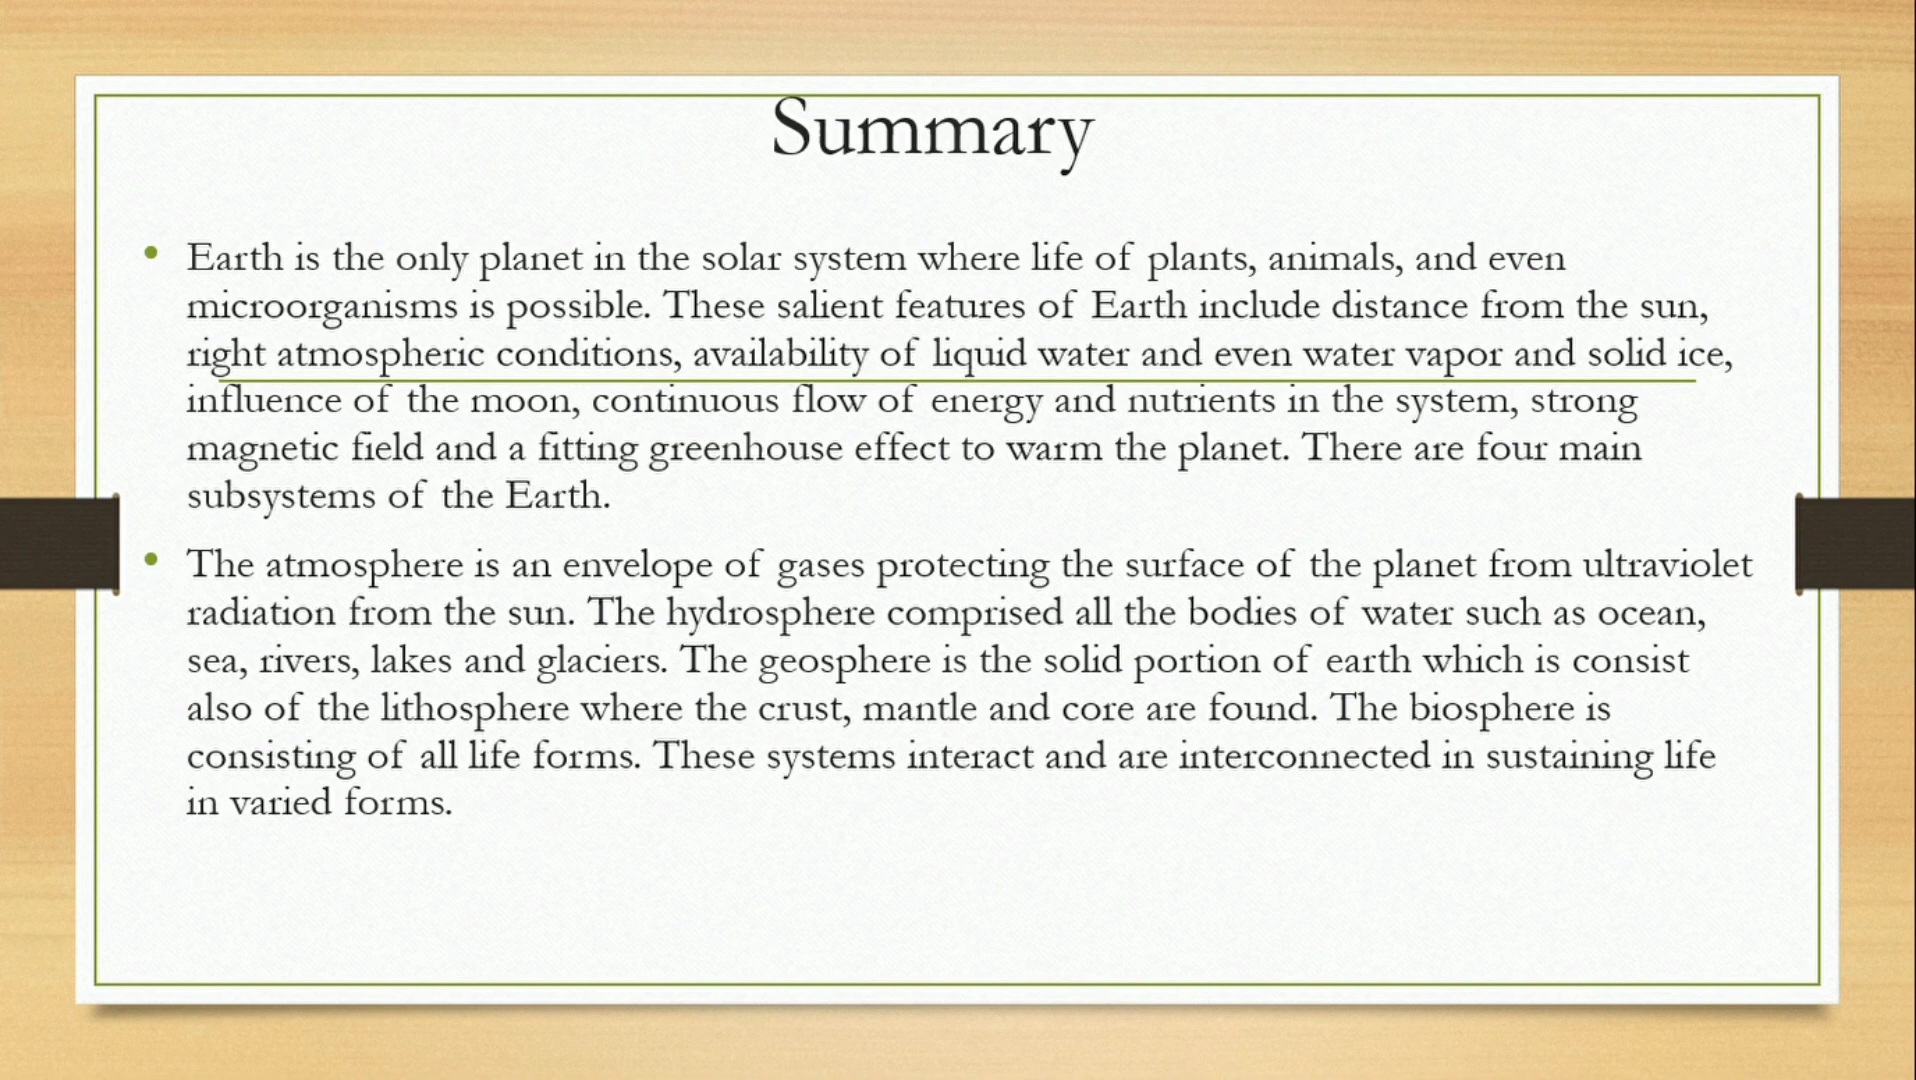 Summary
• Earth is the only planet in the solar system where life of plants, animals, and even
microorganisms is possible. These salient features of Earth include distance from the sun,
right atmospheric conditions, availability of liquid water and even water vapor and solid ice,
influence of the moon, continuous flow of energy and nutrients in the system, strong
magnetic field and a fitting greenhouse effect to warm the planet. There are four main
subsystems of the Earth.
• The atmosphere is an envelope of gases protecting the surface of the planet from ultraviolet
radiation from the sun. The hydrosphere comprised all the bodies of water such as ocean,
sea, rivers, lakes and glaciers. The geosphere is the solid portion of earth which is consist
also of the lithosphere where the crust, mantle and core are found. The biosphere is
consisting of all life forms. These systems interact and are interconnected in sustaining life
in varied forms.